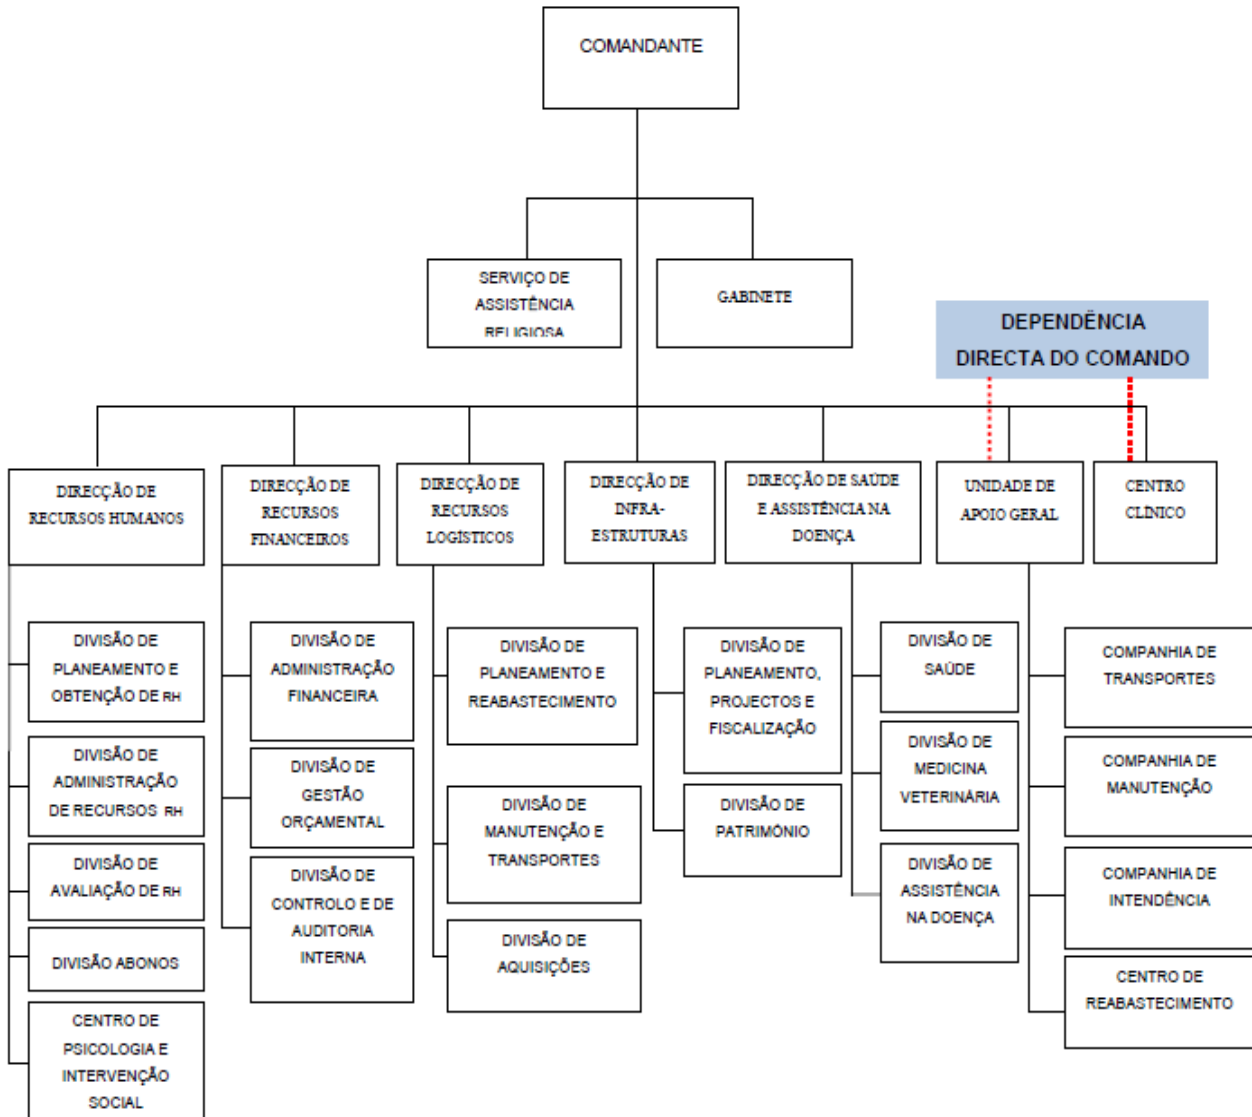 COMANDANTE
SERVIÇO DE
ASSISTÊNCIA
RELIGIOSA
GABINETE
DEPENDÊNCIA
DIRECTA DO COMANDO
DIRECÇÃO DE
RECURSOS HUMANOS
DIRECÇÃO DE
RECURSOS
FINANCEIROS
DIRECÇÃO DE
RECURSOS
LOGÍSTICOS
DIRECÇÃO DE
INFRA-
ESTRUTURAS
DIRECÇÃO DE SAÚDE
E ASSISTÊNCIA NA
DOENÇA
UNIDADE DE
APOIO GERAL
CENTRO
CLÍNICO
DIVISÃO DE
PLANEAMENTO E
OBTENÇÃO DE RH
DIVISÃO DE
ADMINISTRAÇÃO
DE RECURSOS RH
DIVISÃO DE
AVALIAÇÃO DE RH
DIVISÃO ABONOS
CENTRO DE
PSICOLOGIA E
INTERVENÇÃO
SOCIAL
DIVISÃO DE
ADMINISTRAÇÃO
FINANCEIRA
DIVISÃO DE
GESTÃO
ORÇAMENTAL
DIVISÃO DE
CONTROLO E DE
AUDITORIA
INTERNA
DIVISÃO DE
PLANEAMENTO E
REABASTECIMENTO
DIVISÃO DE
MANUTENÇÃO E
TRANSPORTES
DIVISÃO DE
AQUISIÇÕES
DIVISÃO DE
PLANEAMENTO,
PROJECTOS E
FISCALIZAÇÃO
DIVISÃO DE
PATRIMÓNIO
DIVISÃO DE
SAÚDE
DIVISÃO DE
MEDICINA
VETERINÁRIA
DIVISÃO DE
ASSISTÊNCIA
NA DOENÇA
COMPANHIA DE
TRANSPORTES
COMPANHIA DE
MANUTENÇÃO
COMPANHIA DE
INTENDÊNCIA
CENTRO DE
REABASTECIMENTO